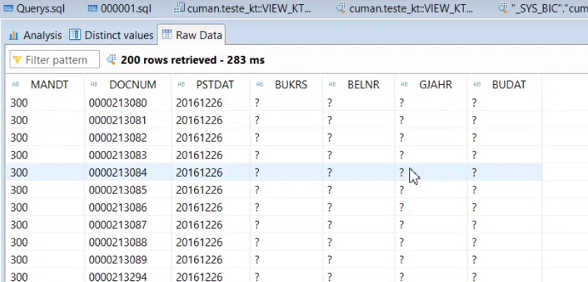 Querys.sql 000001.sql cuman.teste_kt::VIEW_KT... cuman.teste_kt::VIEW_KT... "_SYS_BIC"."cum
Analysis Distinct values Raw Data
Filter pattern 200 rows retrieved - 283 ms
MANDT DOCNUM PSTDAT BUKRS BELNR GJAHR BUDAT
300 0000213080 20161226 ? ? ? ?
300 0000213081 20161226 ? ? ? ?
300 0000213082 20161226 ? ? ? ?
300 0000213083 20161226 ? ? ? ?
300 0000213084 20161226 ? ? ? ?
300 0000213085 20161226 ? ? ? ?
300 0000213086 20161226 ? ? ? ?
300 0000213087 20161226 ? ? ? ?
300 0000213088 20161226 ? ? ? ?
300 0000213089 20161226 ? ? ? ?
300 0000213294 20161226 ? ? ? ?